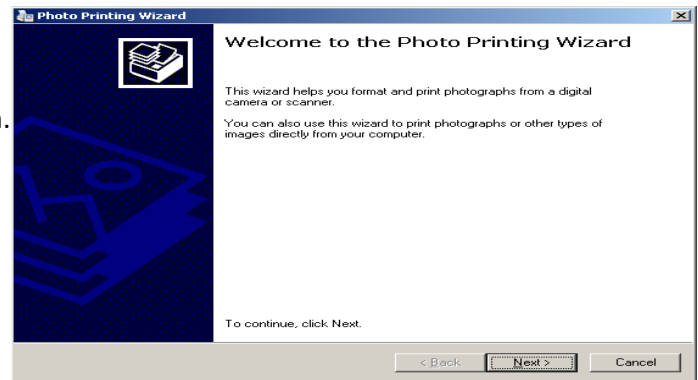 Photo Printing Wizard
Welcome to the Photo Printing Wizard
This wizard helps you format and print photographs from a digital
camera or scanner.
You can also use this wizard to print photographs or other types of
images directly from your computer.
To continue, click Next.
< Back Next > Cancel